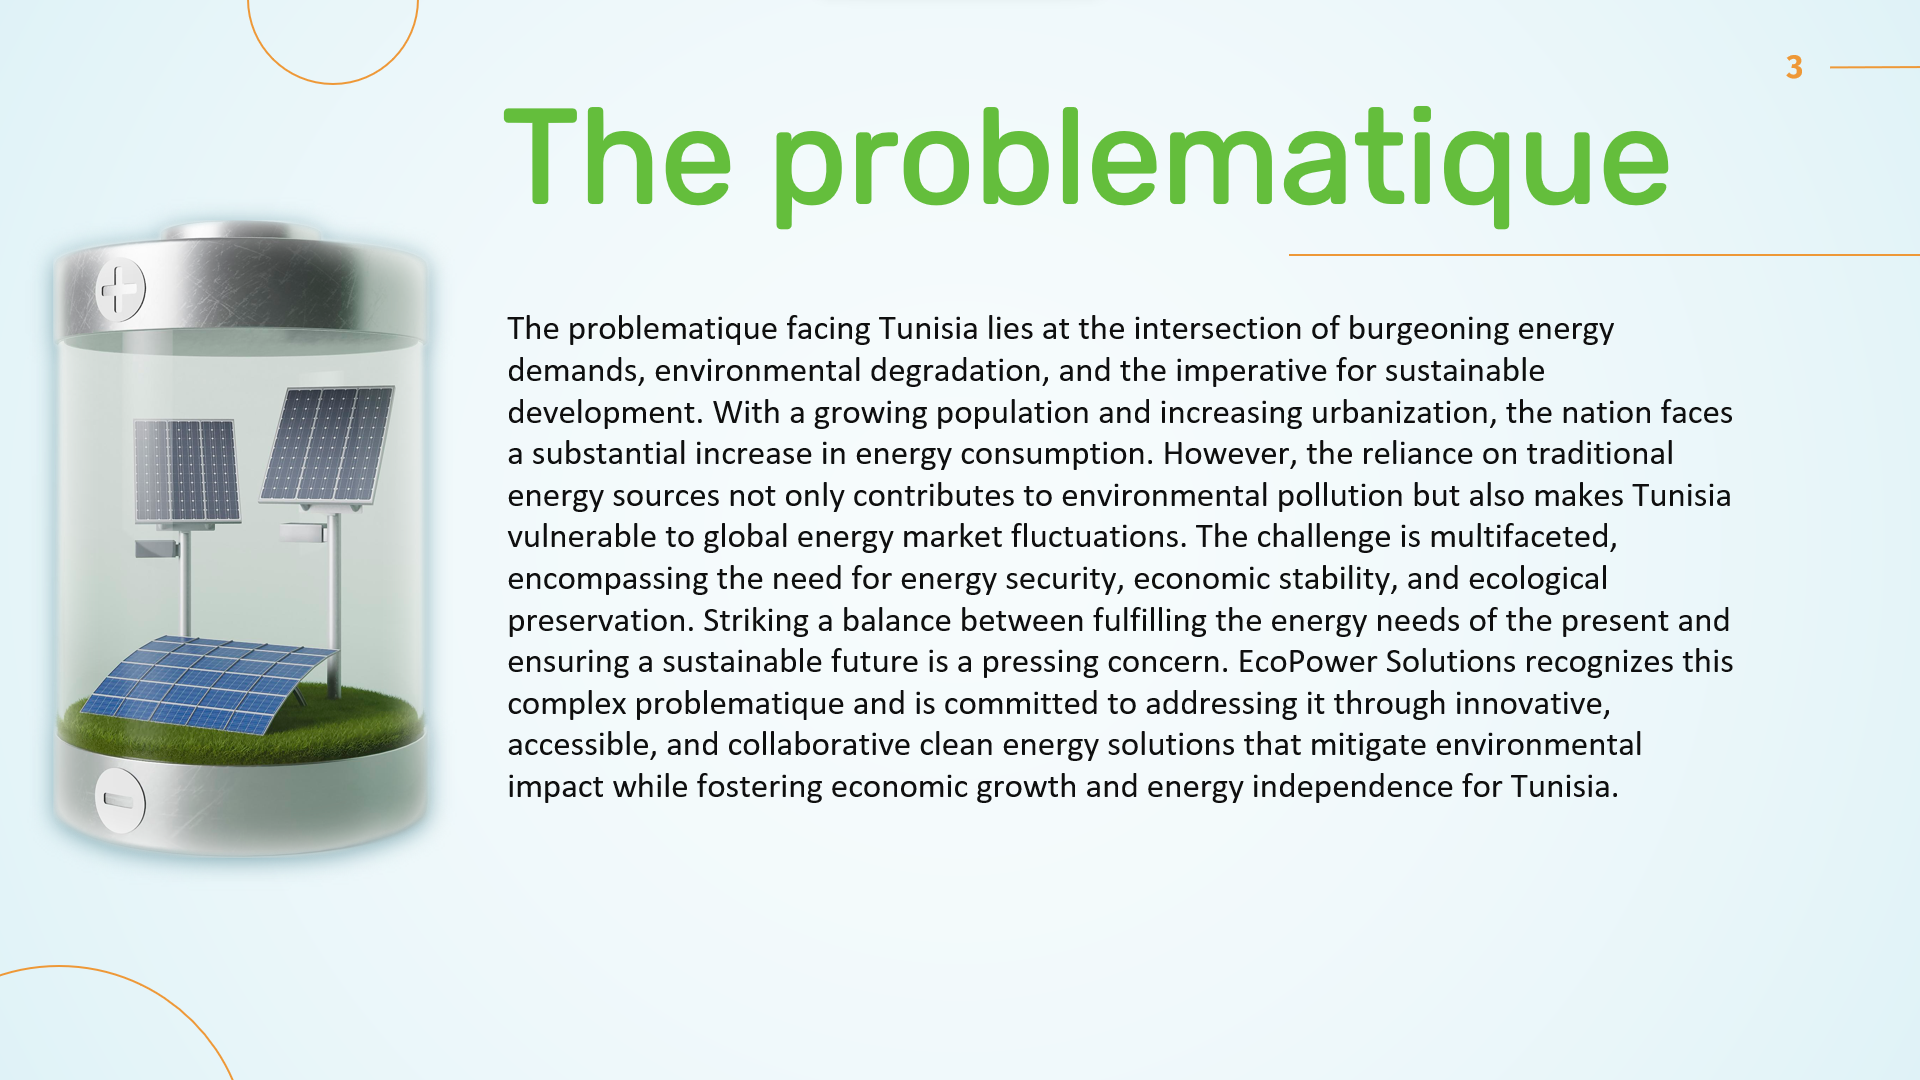 3
The problematique
The problematique facing Tunisia lies at the intersection of burgeoning energy
demands, environmental degradation, and the imperative for sustainable
development. With a growing population and increasing urbanization, the nation faces
a substantial increase in energy consumption. However, the reliance on traditional
energy sources not only contributes to environmental pollution but also makes Tunisia
vulnerable to global energy market fluctuations. The challenge is multifaceted,
encompassing the need for energy security, economic stability, and ecological
preservation. Striking a balance between fulfilling the energy needs of the present and
ensuring a sustainable future is a pressing concern. EcoPower Solutions recognizes this
complex problematique and is committed to addressing it through innovative,
accessible, and collaborative clean energy solutions that mitigate environmental
impact while fostering economic growth and energy independence for Tunisia.